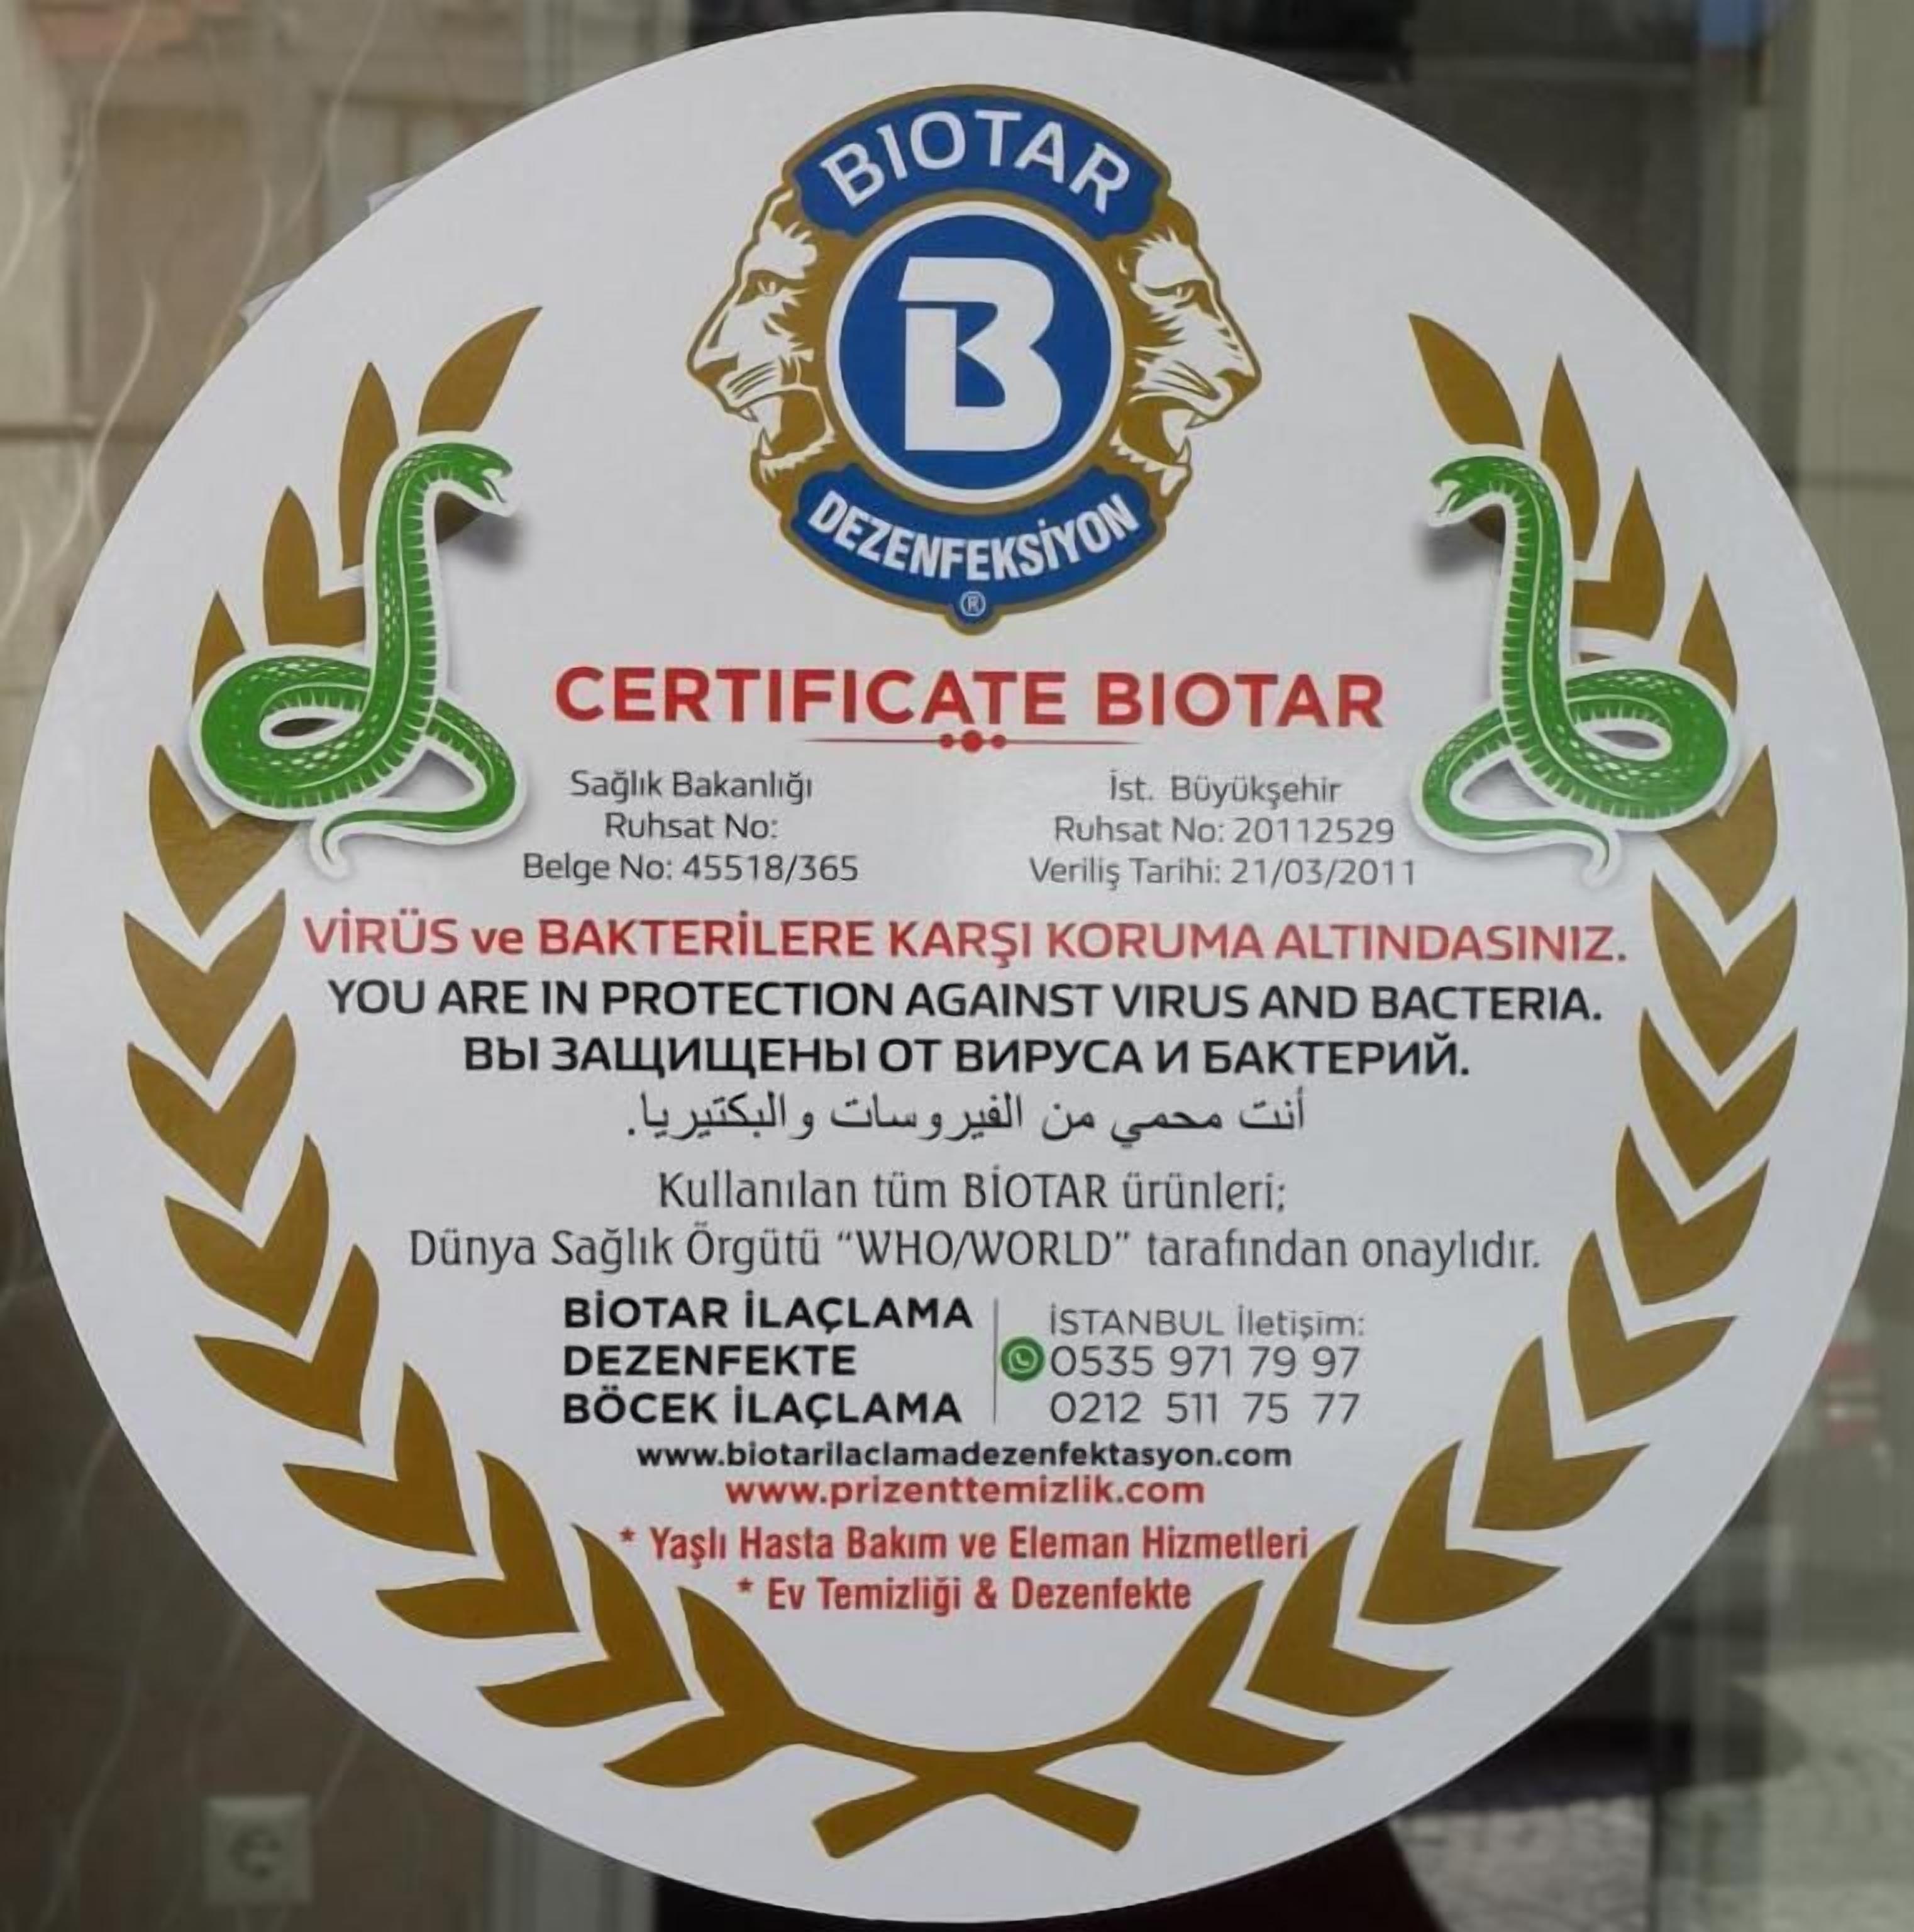 BIOTAR
B
DEZENFEKSİYON
®
CERTIFICATE BIOTAR
Sağlık Bakanlığı
Ruhsat No:
Belge No: 45518/365
İst. Büyükşehir
Ruhsat No: 20112529
Veriliş Tarihi: 21/03/2011
VİRÜS ve BAKTERİLERE KARŞI KORUMA ALTINDASINIZ.
YOU ARE IN PROTECTION AGAINST VIRUS AND BACTERIA.
ВЫ ЗАЩИЩЕНЫ ОТ ВИРУСА И БАКТЕРИЙ.
أنت محمي من الفيروسات والبكتيريا.
Kullanılan tüm BİOTAR ürünleri;
Dünya Sağlık Örgütü "WHO/WORLD" tarafından onaylıdır.
BİOTAR İLAÇLAMA
DEZENFEKTE
BÖCEK İLAÇLAMA
İSTANBUL İletişim:
0535 971 79 97
0212 511 75 77
www.biotarilaclamadezenfektasyon.com
www.prizenttemizlik.com
* Yaşlı Hasta Bakım ve Eleman Hizmetleri
* Ev Temizliği & Dezenfekte